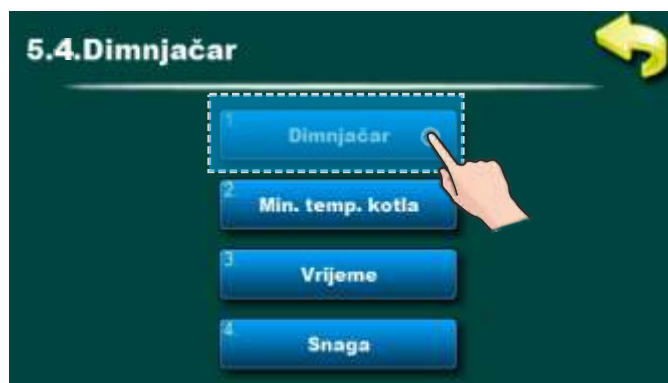 5.4.Dimnjačar
1
Dimnjačar
2
Min. temp. kotla
3
Vrijeme
4.
Snaga